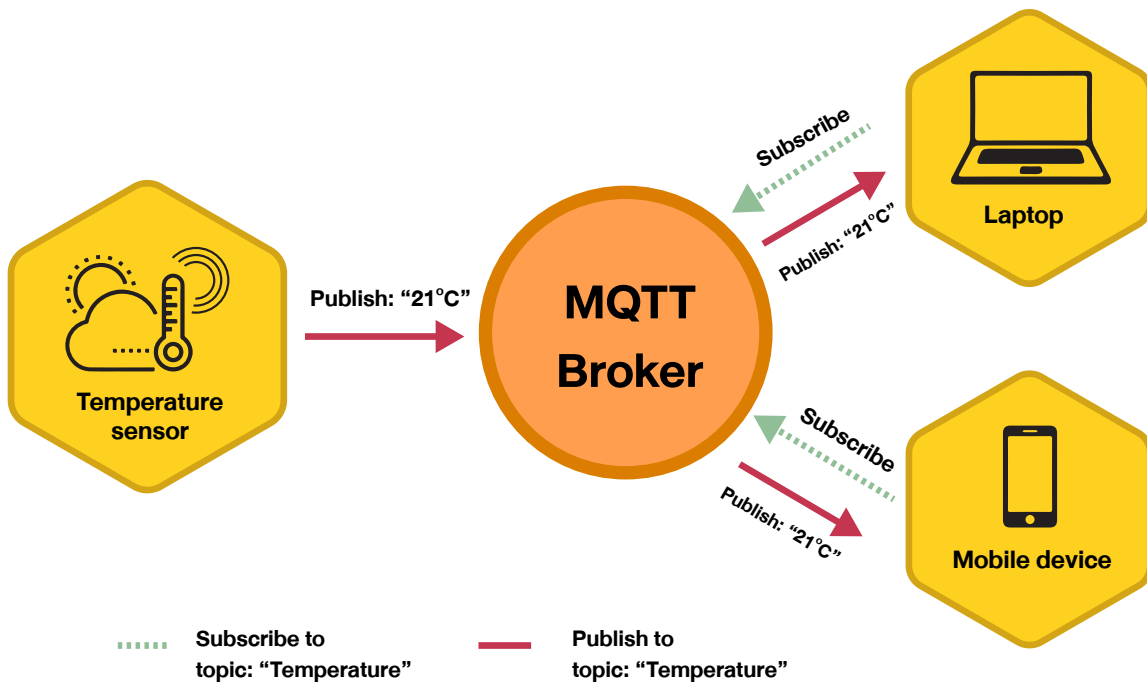 Temperature
sensor
Publish: “21°C”
MQTT
Broker
Subscribe
Publish: “21°C”
Laptop
Subscribe
Publish: “21°C”
Mobile device
Subscribe to
topic: “Temperature”
Publish to
topic: “Temperature”